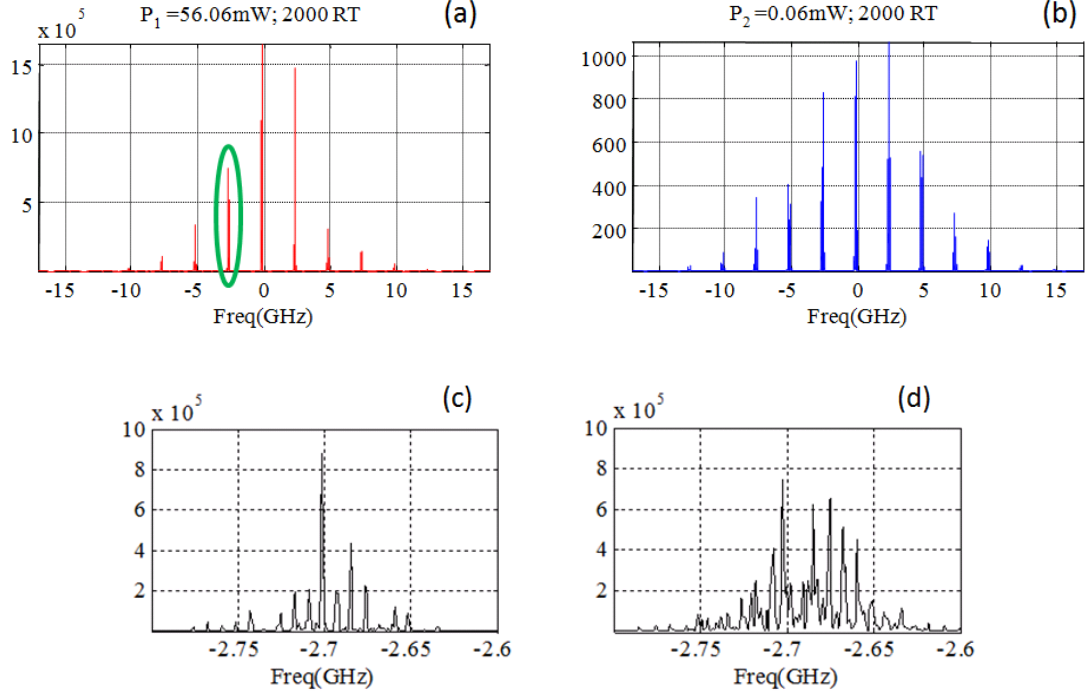 P1 =56.06mW; 2000 RT
(a)
x 10^5
15
10
5
-15 -10 -5 0 5 10 15
Freq(GHz)
P2 =0.06mW; 2000 RT
(b)
1000
800
600
400
200
-15 -10 -5 0 5 10 15
Freq(GHz)
(c)
x 10^5
10
8
6
4
2
-2.75 -2.7 -2.65 -2.6
Freq(GHz)
(d)
x 10^5
10
8
6
4
2
-2.75 -2.7 -2.65 -2.6
Freq(GHz)